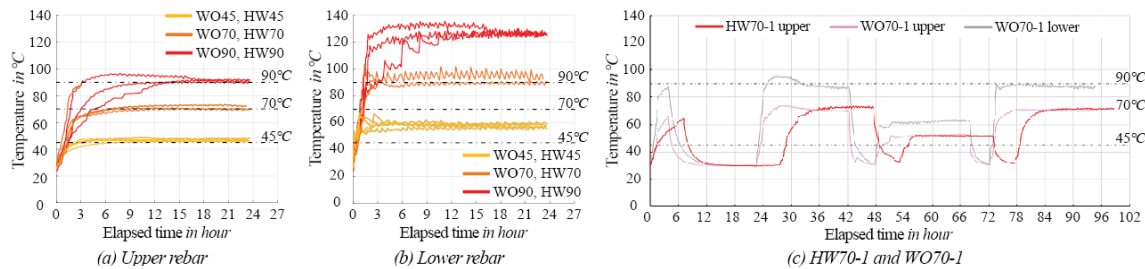 140
120
100
80
60
40
20
0
Temperature in °C
WO45, HW45
WO70, HW70
WO90, HW90
90°C
70°C
45°C
0 3 6 9 12 15 18 21 24 27
Elapsed time in hour
(a) Upper rebar
140
120
100
80
60
40
20
0
Temperature in °C
90°C
70°C
45°C
WO45, HW45
WO70, HW70
WO90, HW90
0 3 6 9 12 15 18 21 24 27
Elapsed time in hour
(b) Lower rebar
140
120
100
80
60
40
20
0
Temperature in °C
HW70-1 upper WO70-1 upper WO70-1 lower
90°C
70°C
45°C
0 6 12 18 24 30 36 42 48 54 60 66 72 78 84 90 96 102
Elapsed time in hour
(c) HW70-1 and WO70-1